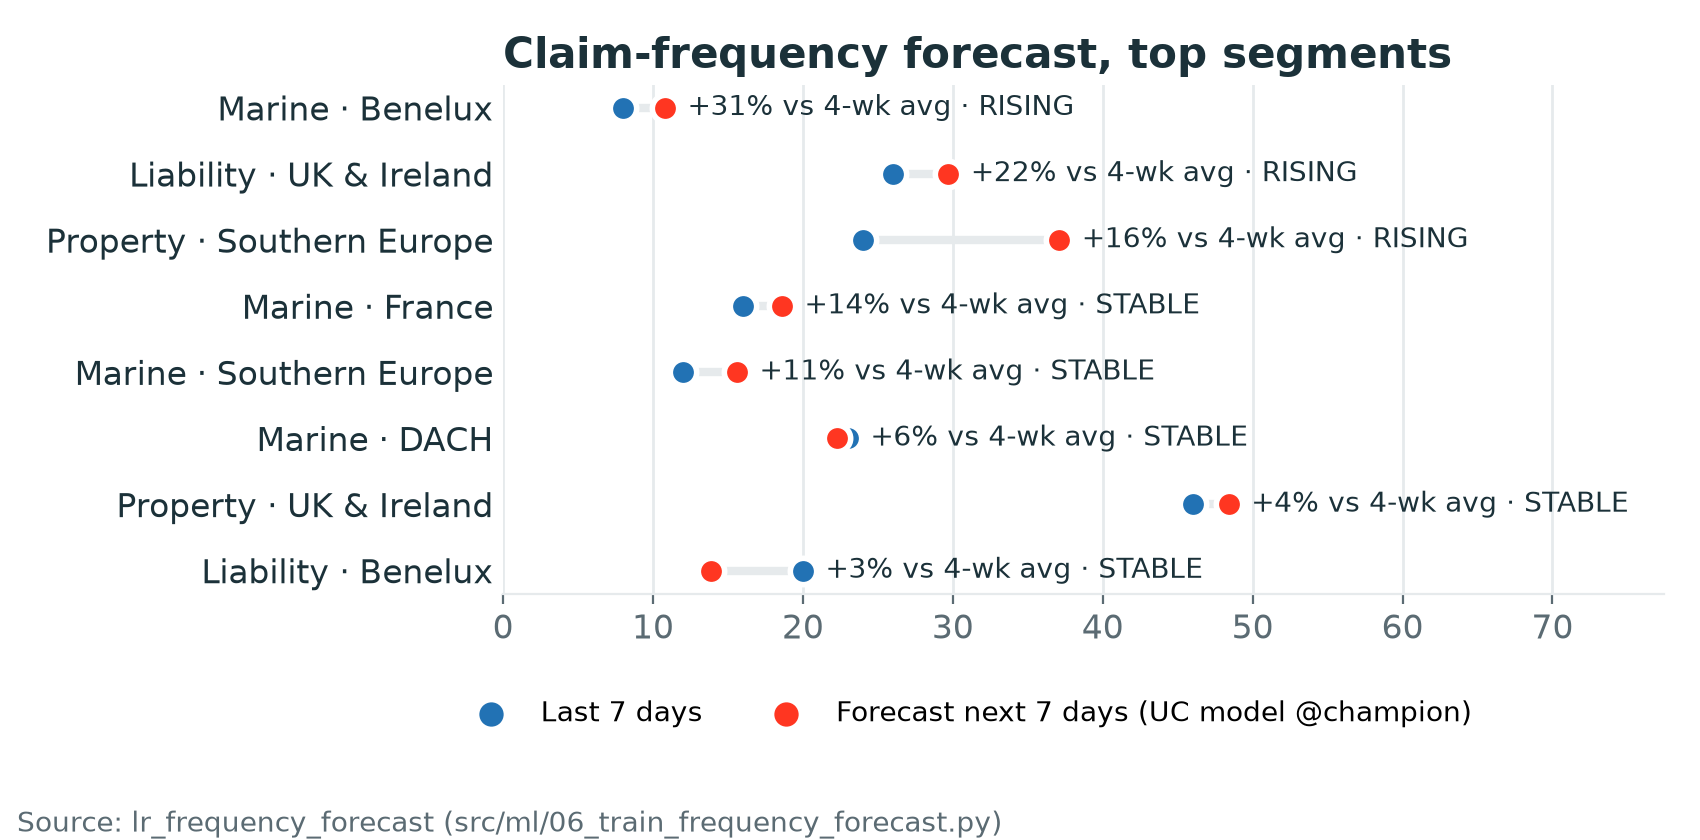 Claim-frequency forecast, top segments
Marine · Benelux +31% vs 4-wk avg · RISING
Liability · UK & Ireland +22% vs 4-wk avg · RISING
Property · Southern Europe +16% vs 4-wk avg · RISING
Marine · France +14% vs 4-wk avg · STABLE
Marine · Southern Europe +11% vs 4-wk avg · STABLE
Marine · DACH +6% vs 4-wk avg · STABLE
Property · UK & Ireland +4% vs 4-wk avg · STABLE
Liability · Benelux +3% vs 4-wk avg · STABLE
0 10 20 30 40 50 60 70
Last 7 days Forecast next 7 days (UC model @champion)
Source: lr_frequency_forecast (src/ml/06_train_frequency_forecast.py)